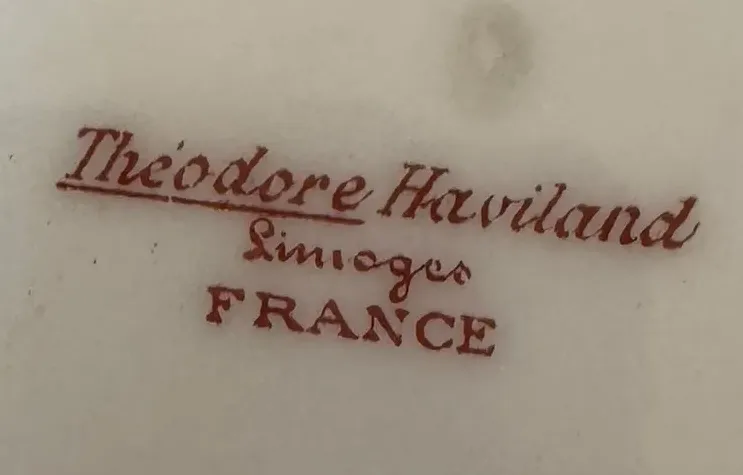 Théodore Haviland
Limoges
FRANCE